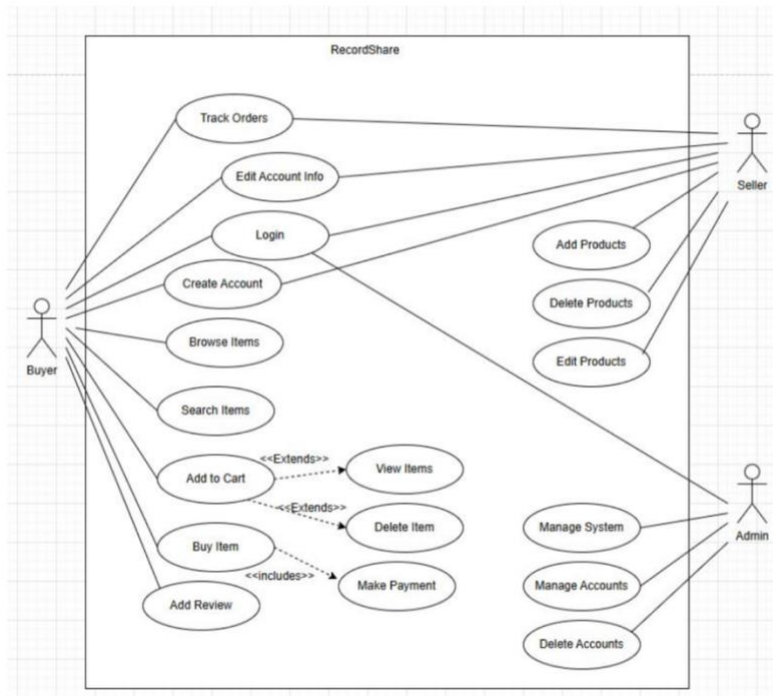 RecordShare
Track Orders
Edit Account Info
Seller
Login
Add Products
Create Account
Delete Products
Browse Items
Edit Products
Buyer
Search Items
<<Extends>>
View Items
Add to Cart
<<Extends>>
Delete Item
Manage System
Admin
Buy Item
<<includes>>
Make Payment
Manage Accounts
Add Review
Delete Accounts